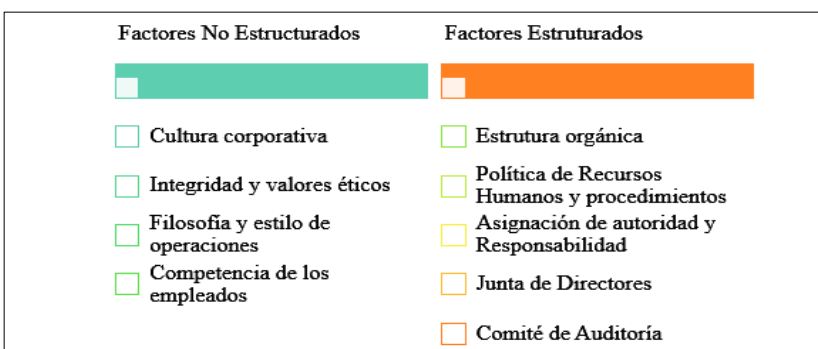 Factores No Estructurados
Cultura corporativa
Integridad y valores éticos
Filosofía y estilo de
operaciones
Competencia de los
empleados
Factores Estruturados
Estrutura orgánica
Política de Recursos
Humanos y procedimientos
Asignación de autoridad y
Responsabilidad
Junta de Directores
Comité de Auditoría